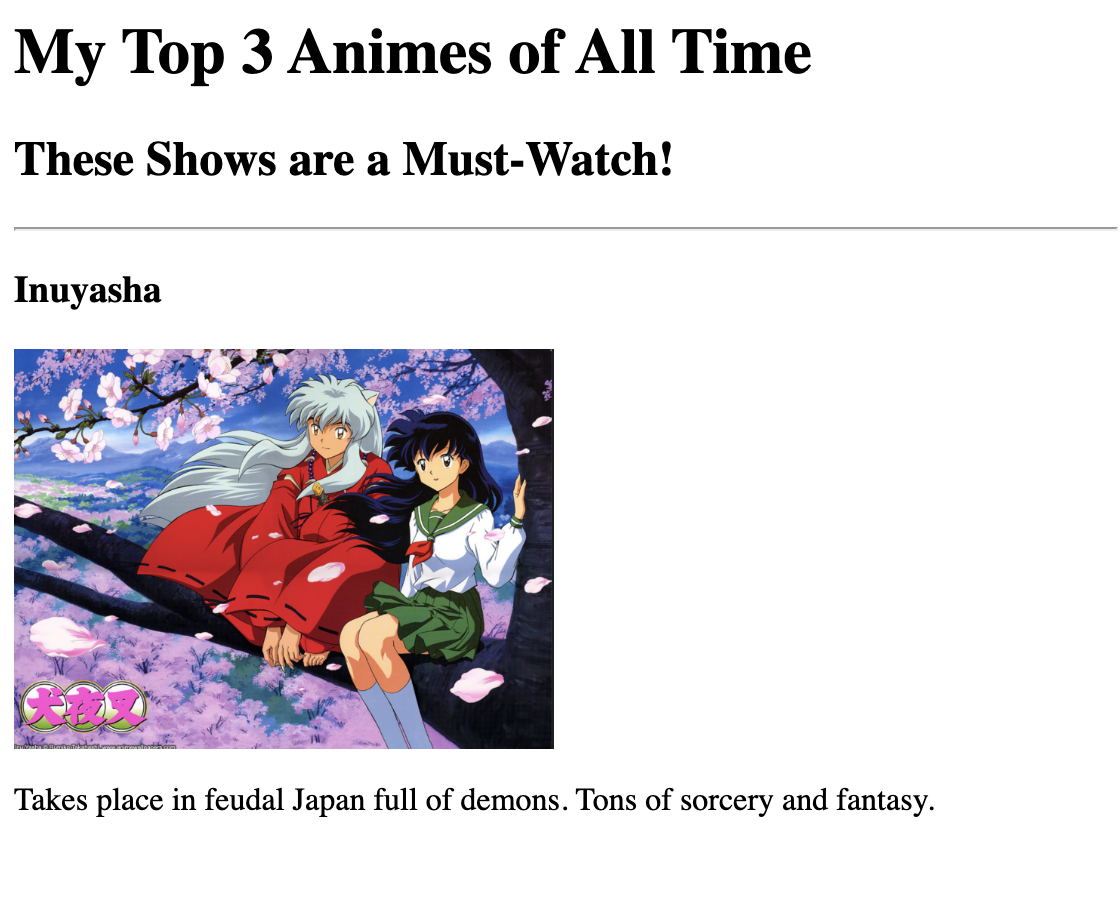 My Top 3 Animes of All Time
These Shows are a Must-Watch!
Inuyasha
犬夜叉
Takes place in feudal Japan full of demons. Tons of sorcery and fantasy.